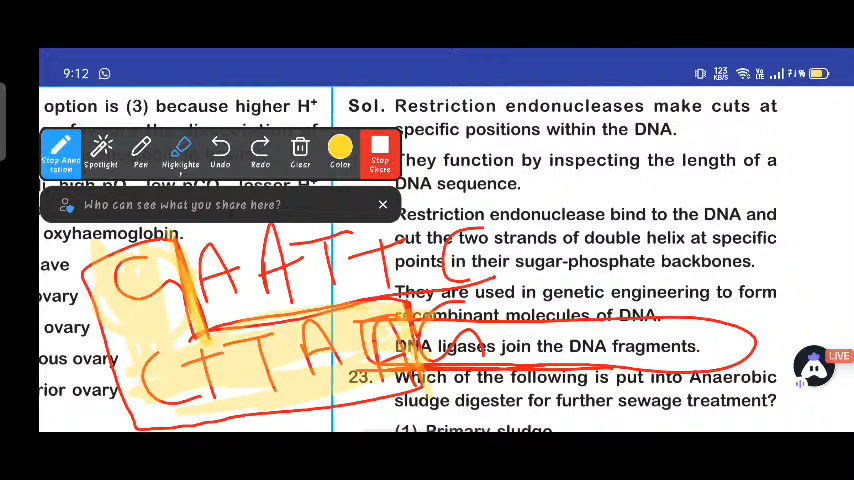 9:12
123 KB/S
Vo LTE
71%
option is (3) because higher H+
Stop Annotation
Spotlight
Pen
Highlighter
Undo
Redo
Clear
Color
Stop Share
Who can see what you share here?
oxyhaemoglobin.
ave
ovary
ovary
ous ovary
rior ovary
GAATTC
CTTAAG
Sol. Restriction endonucleases make cuts at
specific positions within the DNA.
They function by inspecting the length of a
DNA sequence.
Restriction endonuclease bind to the DNA and
cut the two strands of double helix at specific
points in their sugar-phosphate backbones.
They are used in genetic engineering to form
recombinant molecules of DNA.
DNA ligases join the DNA fragments.
23. Which of the following is put into Anaerobic
sludge digester for further sewage treatment?
(1) Primary sludge
LIVE